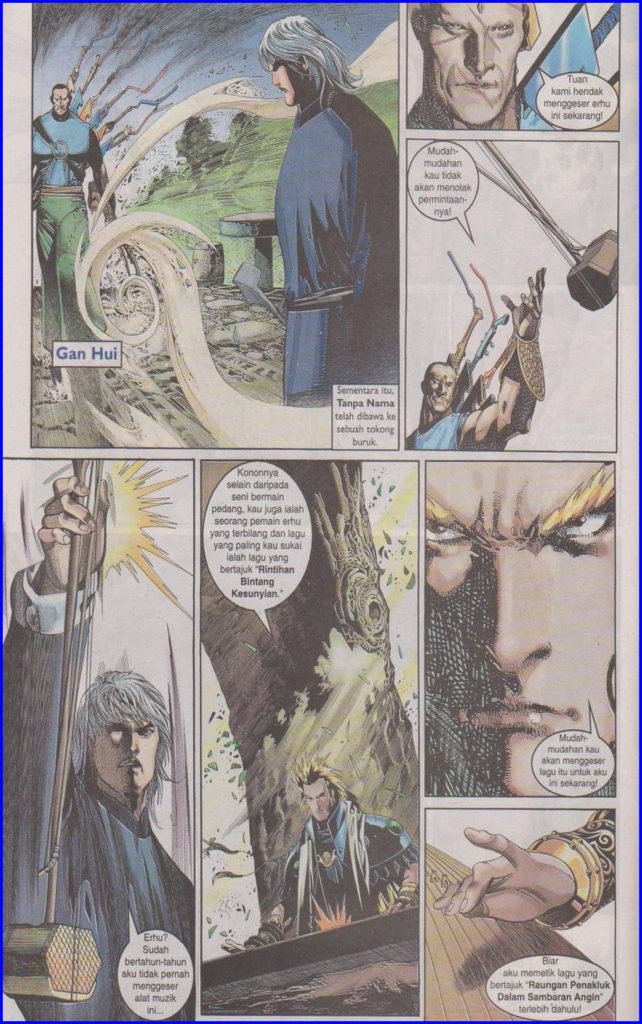 Gan Hui
Sementara itu,
Tanpa Nama
telah dibawa ke
sebuah tokong
buruk.
Tuan
kami hendak
menggeser erhu
ini sekarang!
Mudah-
mudahan
kau tidak
akan menolak
permintaan-
nya!
Erhu?
Sudah
bertahun-tahun
aku tidak pernah
menggeser
alat muzik
ini...
Kononnya
selain daripada
seni bermain
pedang, kau juga ialah
seorang pemain erhu
yang terbilang dan lagu
yang paling kau sukai
ialah lagu yang
bertajuk "Rintihan
Bintang
Kesunyian."
Mudah-
mudahan kau
akan menggeser
lagu itu untuk aku
ini sekarang!
Biar
aku memetik lagu yang
bertajuk "Raungan Penakluk
Dalam Sambaran Angin"
terlebih dahulu!